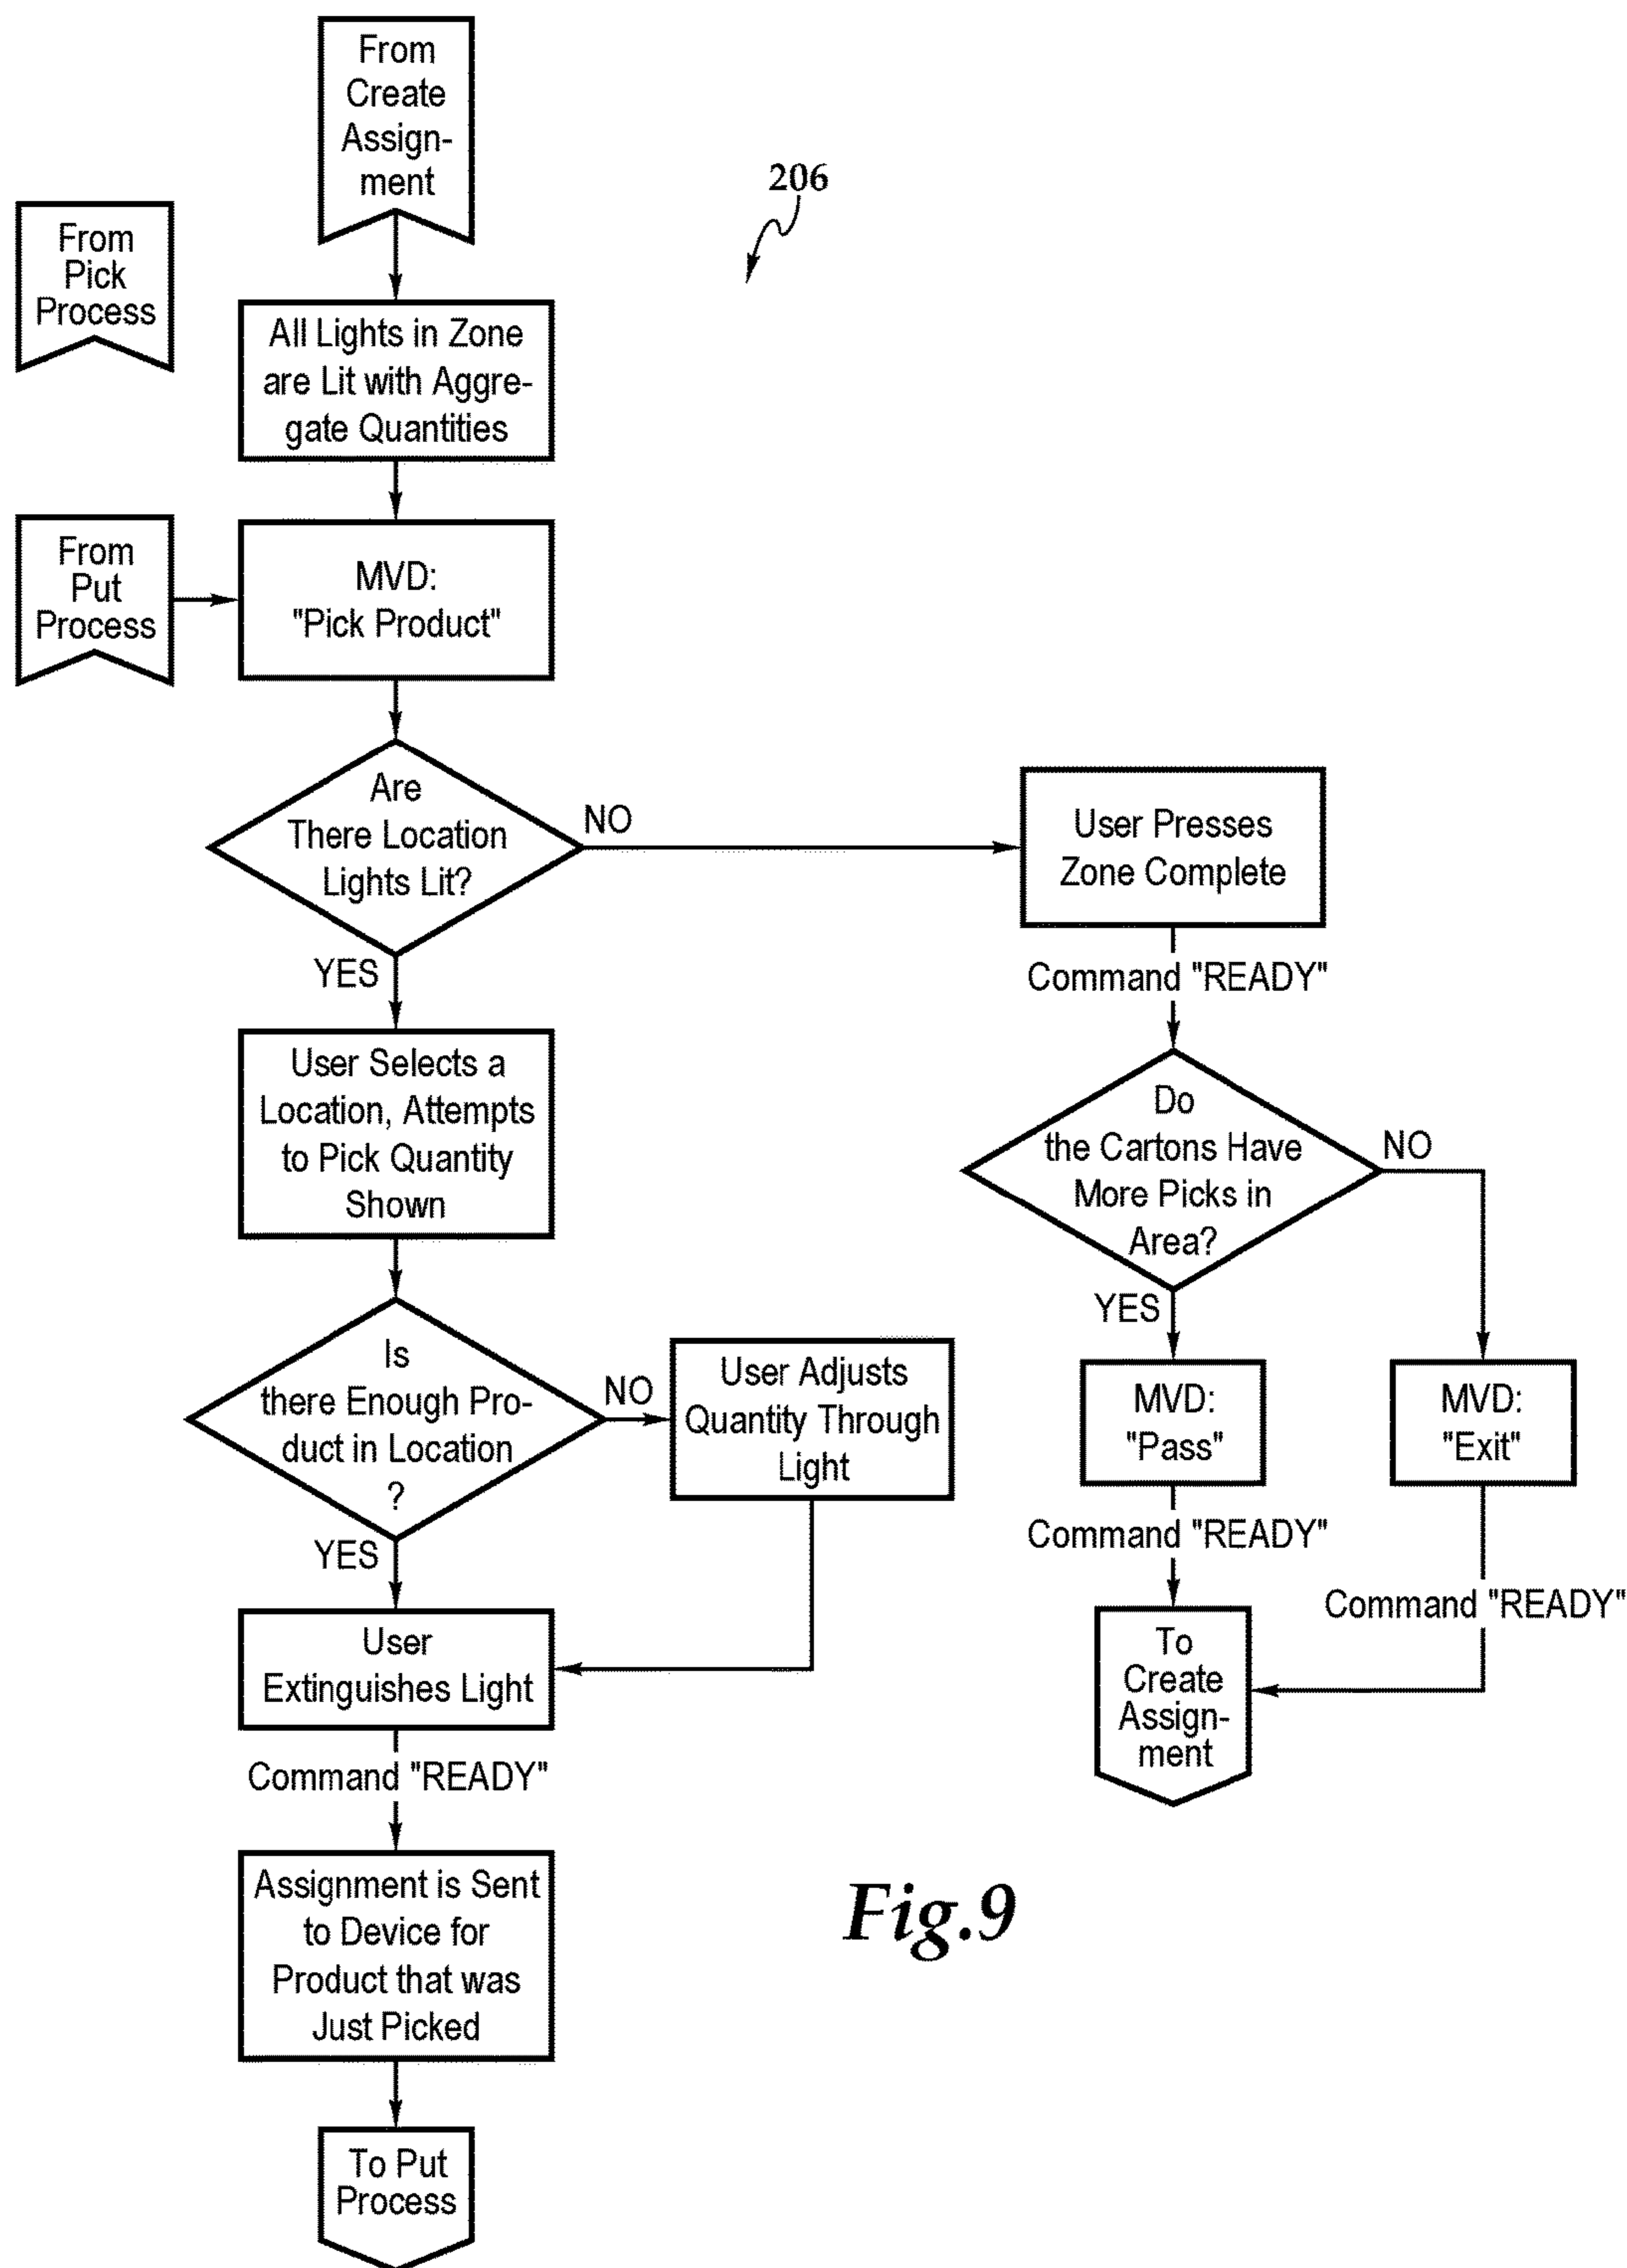 From
Create
Assign-
ment
206
From
Pick
Process
All Lights in Zone
are Lit with Aggre-
gate Quantities
From
Put
Process
MVD:
"Pick Product"
Are
There Location
Lights Lit?
NO
YES
User Presses
Zone Complete
Command "READY"
User Selects a
Location, Attempts
to Pick Quantity
Shown
Do
the Cartons Have
More Picks in
Area?
NO
YES
Is
there Enough Pro-
duct in Location
?
NO
YES
User Adjusts
Quantity Through
Light
MVD:
"Pass"
MVD:
"Exit"
Command "READY"
Command "READY"
User
Extinguishes Light
To
Create
Assign-
ment
Command "READY"
Assignment is Sent
to Device for
Product that was
Just Picked
Fig.9
To Put
Process